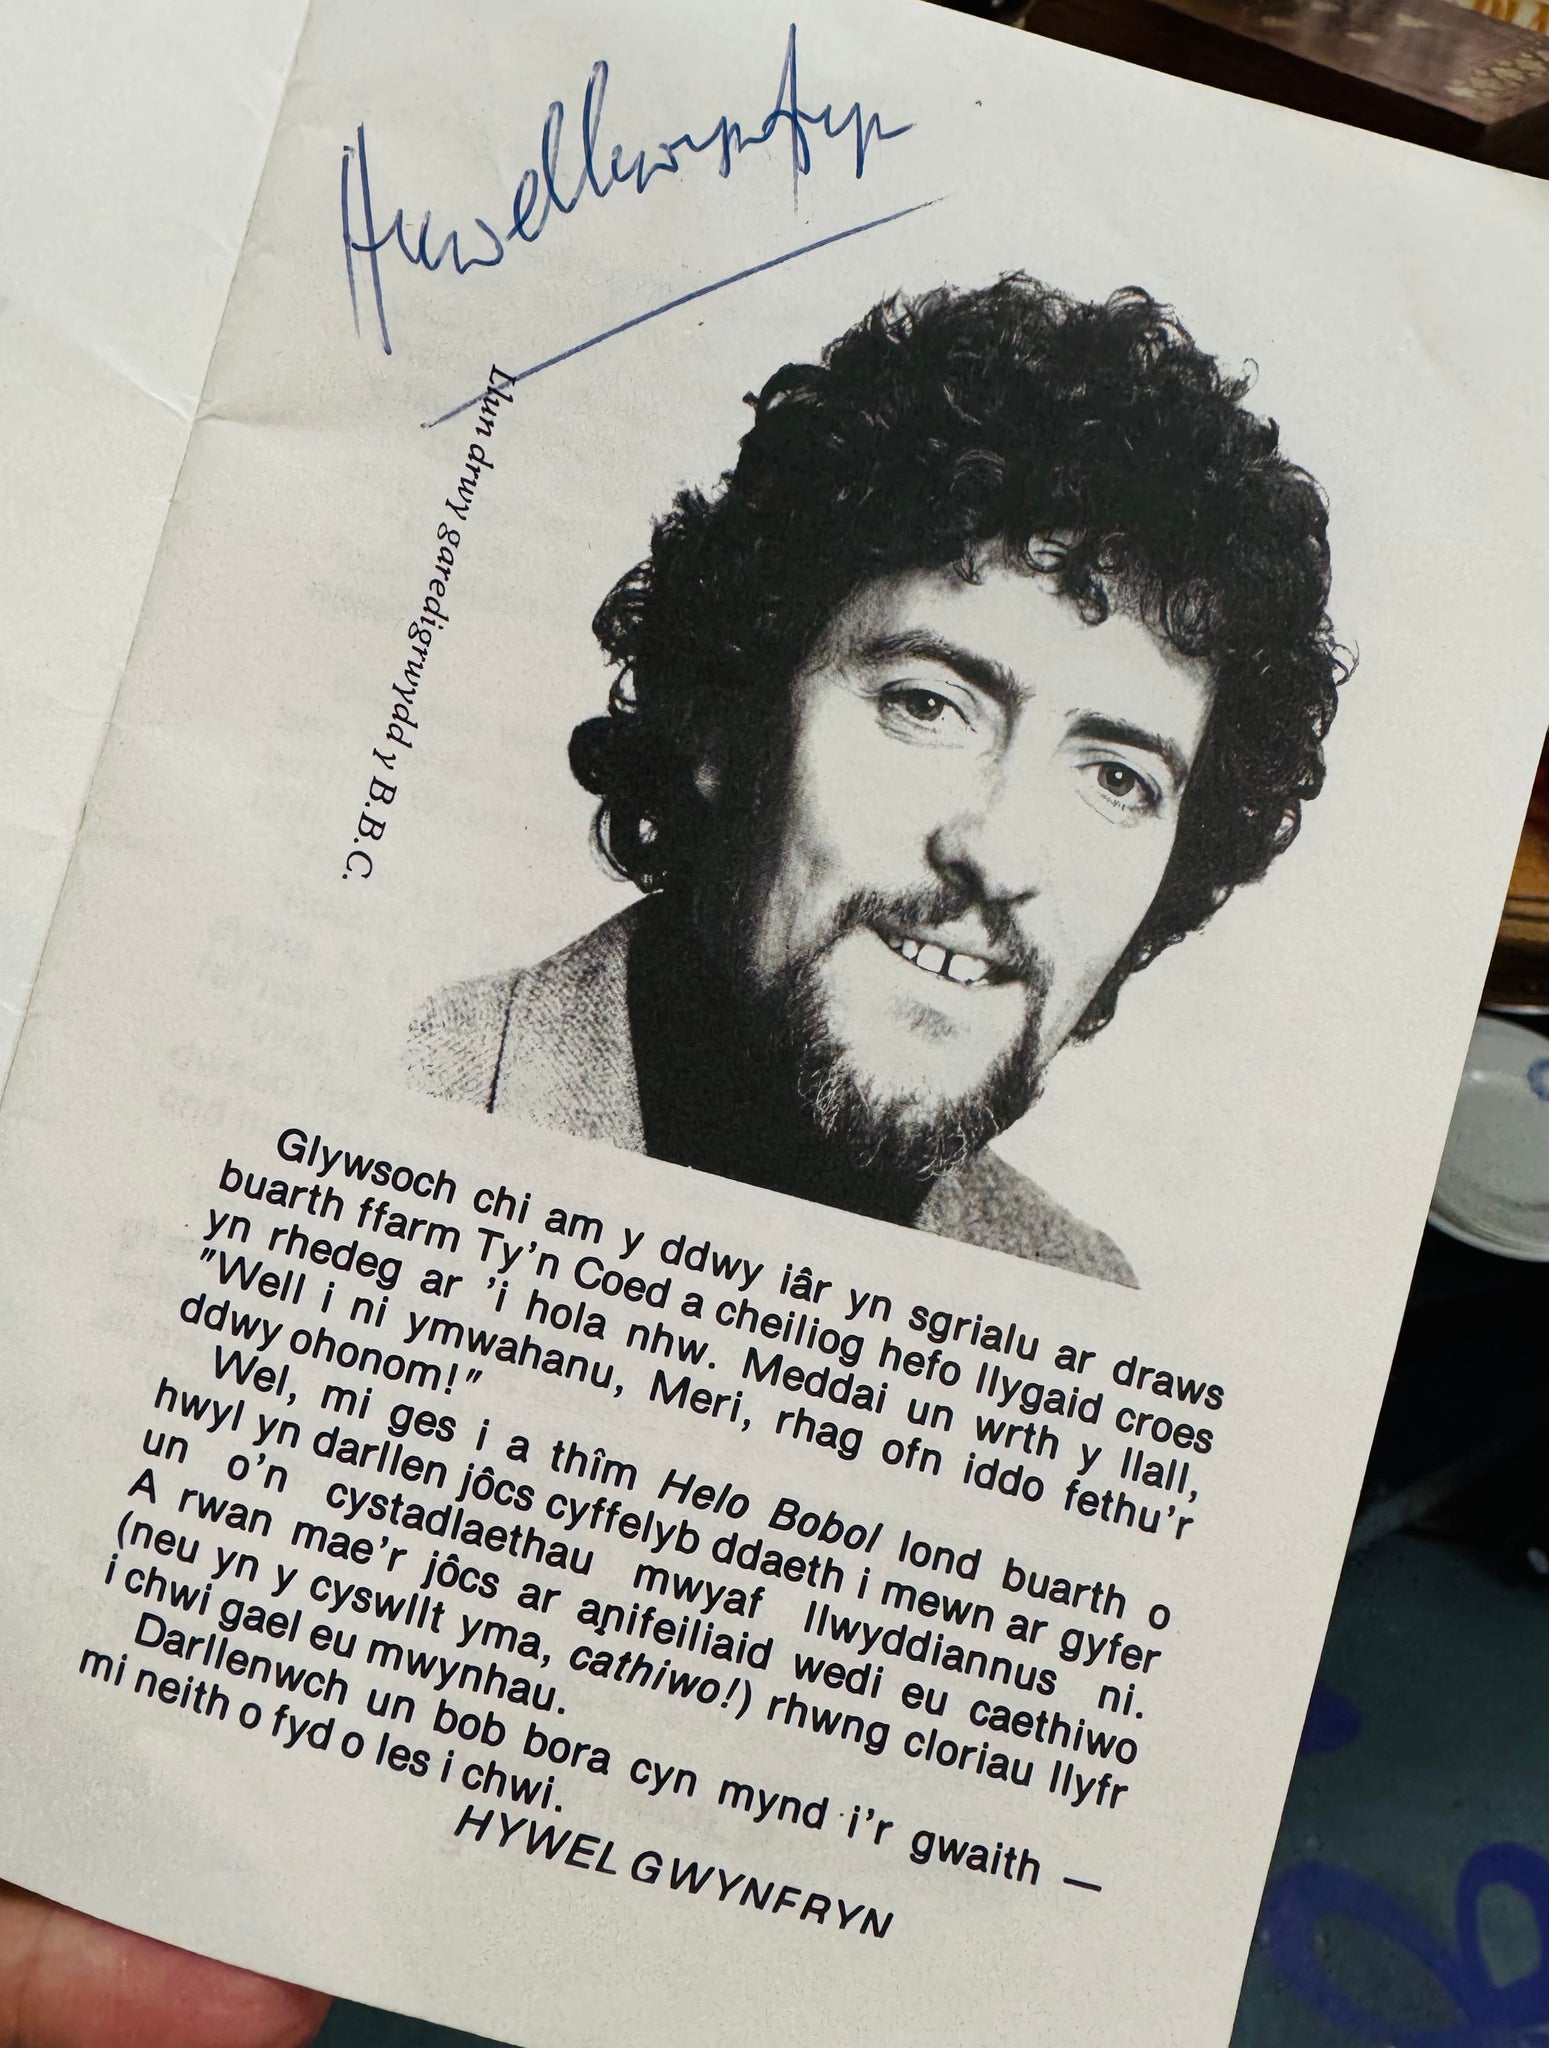 Hywel Gwynfryn
Llun drwy garedigrwydd y B.B.C.
Glywsoch chi am y ddwy iâr yn sgrialu ar draws
buarth ffarm Ty'n Coed a cheiliog hefo llygaid croes
yn rhedeg ar 'i hola nhw. Meddai un wrth y llall,
"Well i ni ymwahanu, Meri, rhag ofn iddo fethu'r
ddwy ohonom!"
Wel, mi ges i a thîm Helo Bobol lond buarth o
hwyl yn darllen jôcs cyffelyb ddaeth i mewn ar gyfer
un o'n cystadlaethau mwyaf llwyddiannus ni.
A rwan mae'r jôcs ar anifeiliaid wedi eu caethiwo
(neu yn y cyswllt yma, cathiwo!) rhwng cloriau llyfr
i chwi gael eu mwynhau.
Darllenwch un bob bora cyn mynd i'r gwaith —
mi neith o fyd o les i chwi.
HYWEL GWYNFRYN